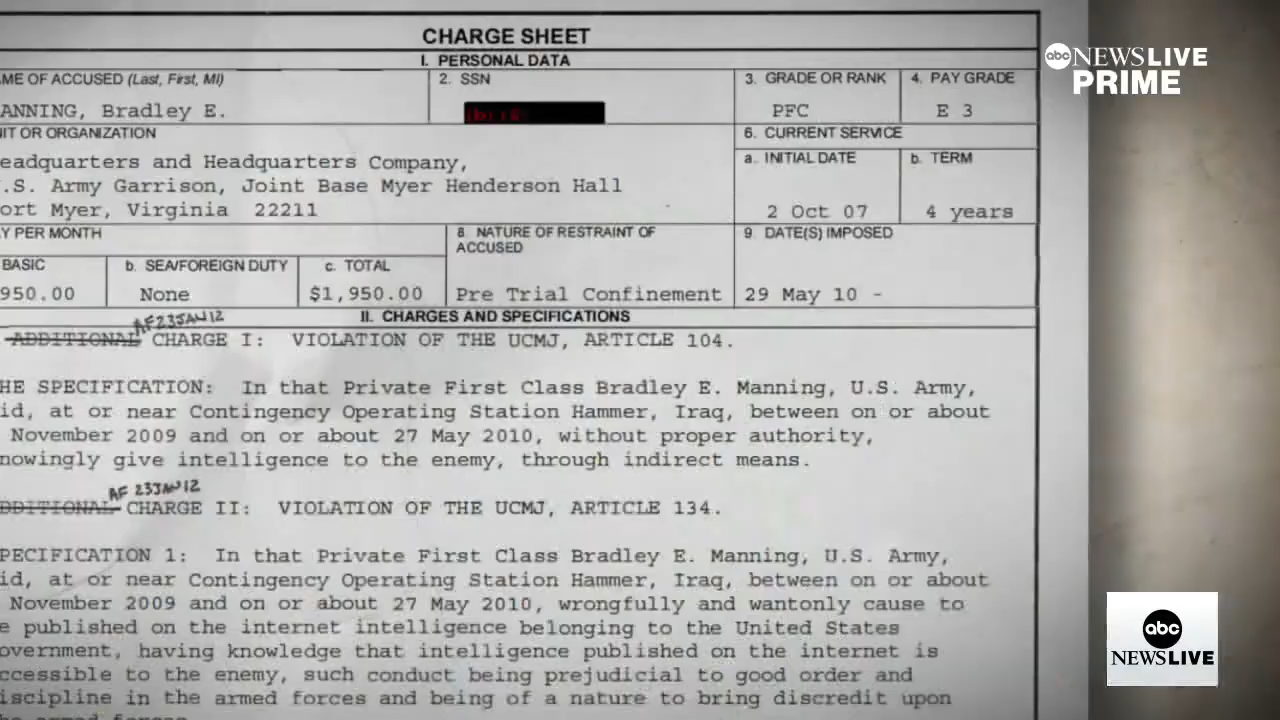 CHARGE SHEET
I. PERSONAL DATA
ME OF ACCUSED (Last, First, MI)
2. SSN
3. GRADE OR RANK
4. PAY GRADE
ANNING, Bradley E.
PFC
E 3
NIT OR ORGANIZATION
6. CURRENT SERVICE
eadquarters and Headquarters Company,
.S. Army Garrison, Joint Base Myer Henderson Hall
ort Myer, Virginia 22211
a. INITIAL DATE
b. TERM
2 Oct 07
4 years
Y PER MONTH
8. NATURE OF RESTRAINT OF
ACCUSED
9. DATE(S) IMPOSED
BASIC
b. SEA/FOREIGN DUTY
c. TOTAL
950.00
None
$1,950.00
Pre Trial Confinement
29 May 10 -
II. CHARGES AND SPECIFICATIONS
AF 23JAN12
ADDITIONAL CHARGE I: VIOLATION OF THE UCMJ, ARTICLE 104.
HE SPECIFICATION: In that Private First Class Bradley E. Manning, U.S. Army,
id, at or near Contingency Operating Station Hammer, Iraq, between on or about
November 2009 and on or about 27 May 2010, without proper authority,
nowingly give intelligence to the enemy, through indirect means.
AF 23JAN12
DDITIONAL CHARGE II: VIOLATION OF THE UCMJ, ARTICLE 134.
PECIFICATION 1: In that Private First Class Bradley E. Manning, U.S. Army,
id, at or near Contingency Operating Station Hammer, Iraq, between on or about
November 2009 and on or about 27 May 2010, wrongfully and wantonly cause to
e published on the internet intelligence belonging to the United States
overnment, having knowledge that intelligence published on the internet is
ccessible to the enemy, such conduct being prejudicial to good order and
iscipline in the armed forces and being of a nature to bring discredit upon
he armed forces.
abc NEWS LIVE
PRIME
abc
NEWS LIVE